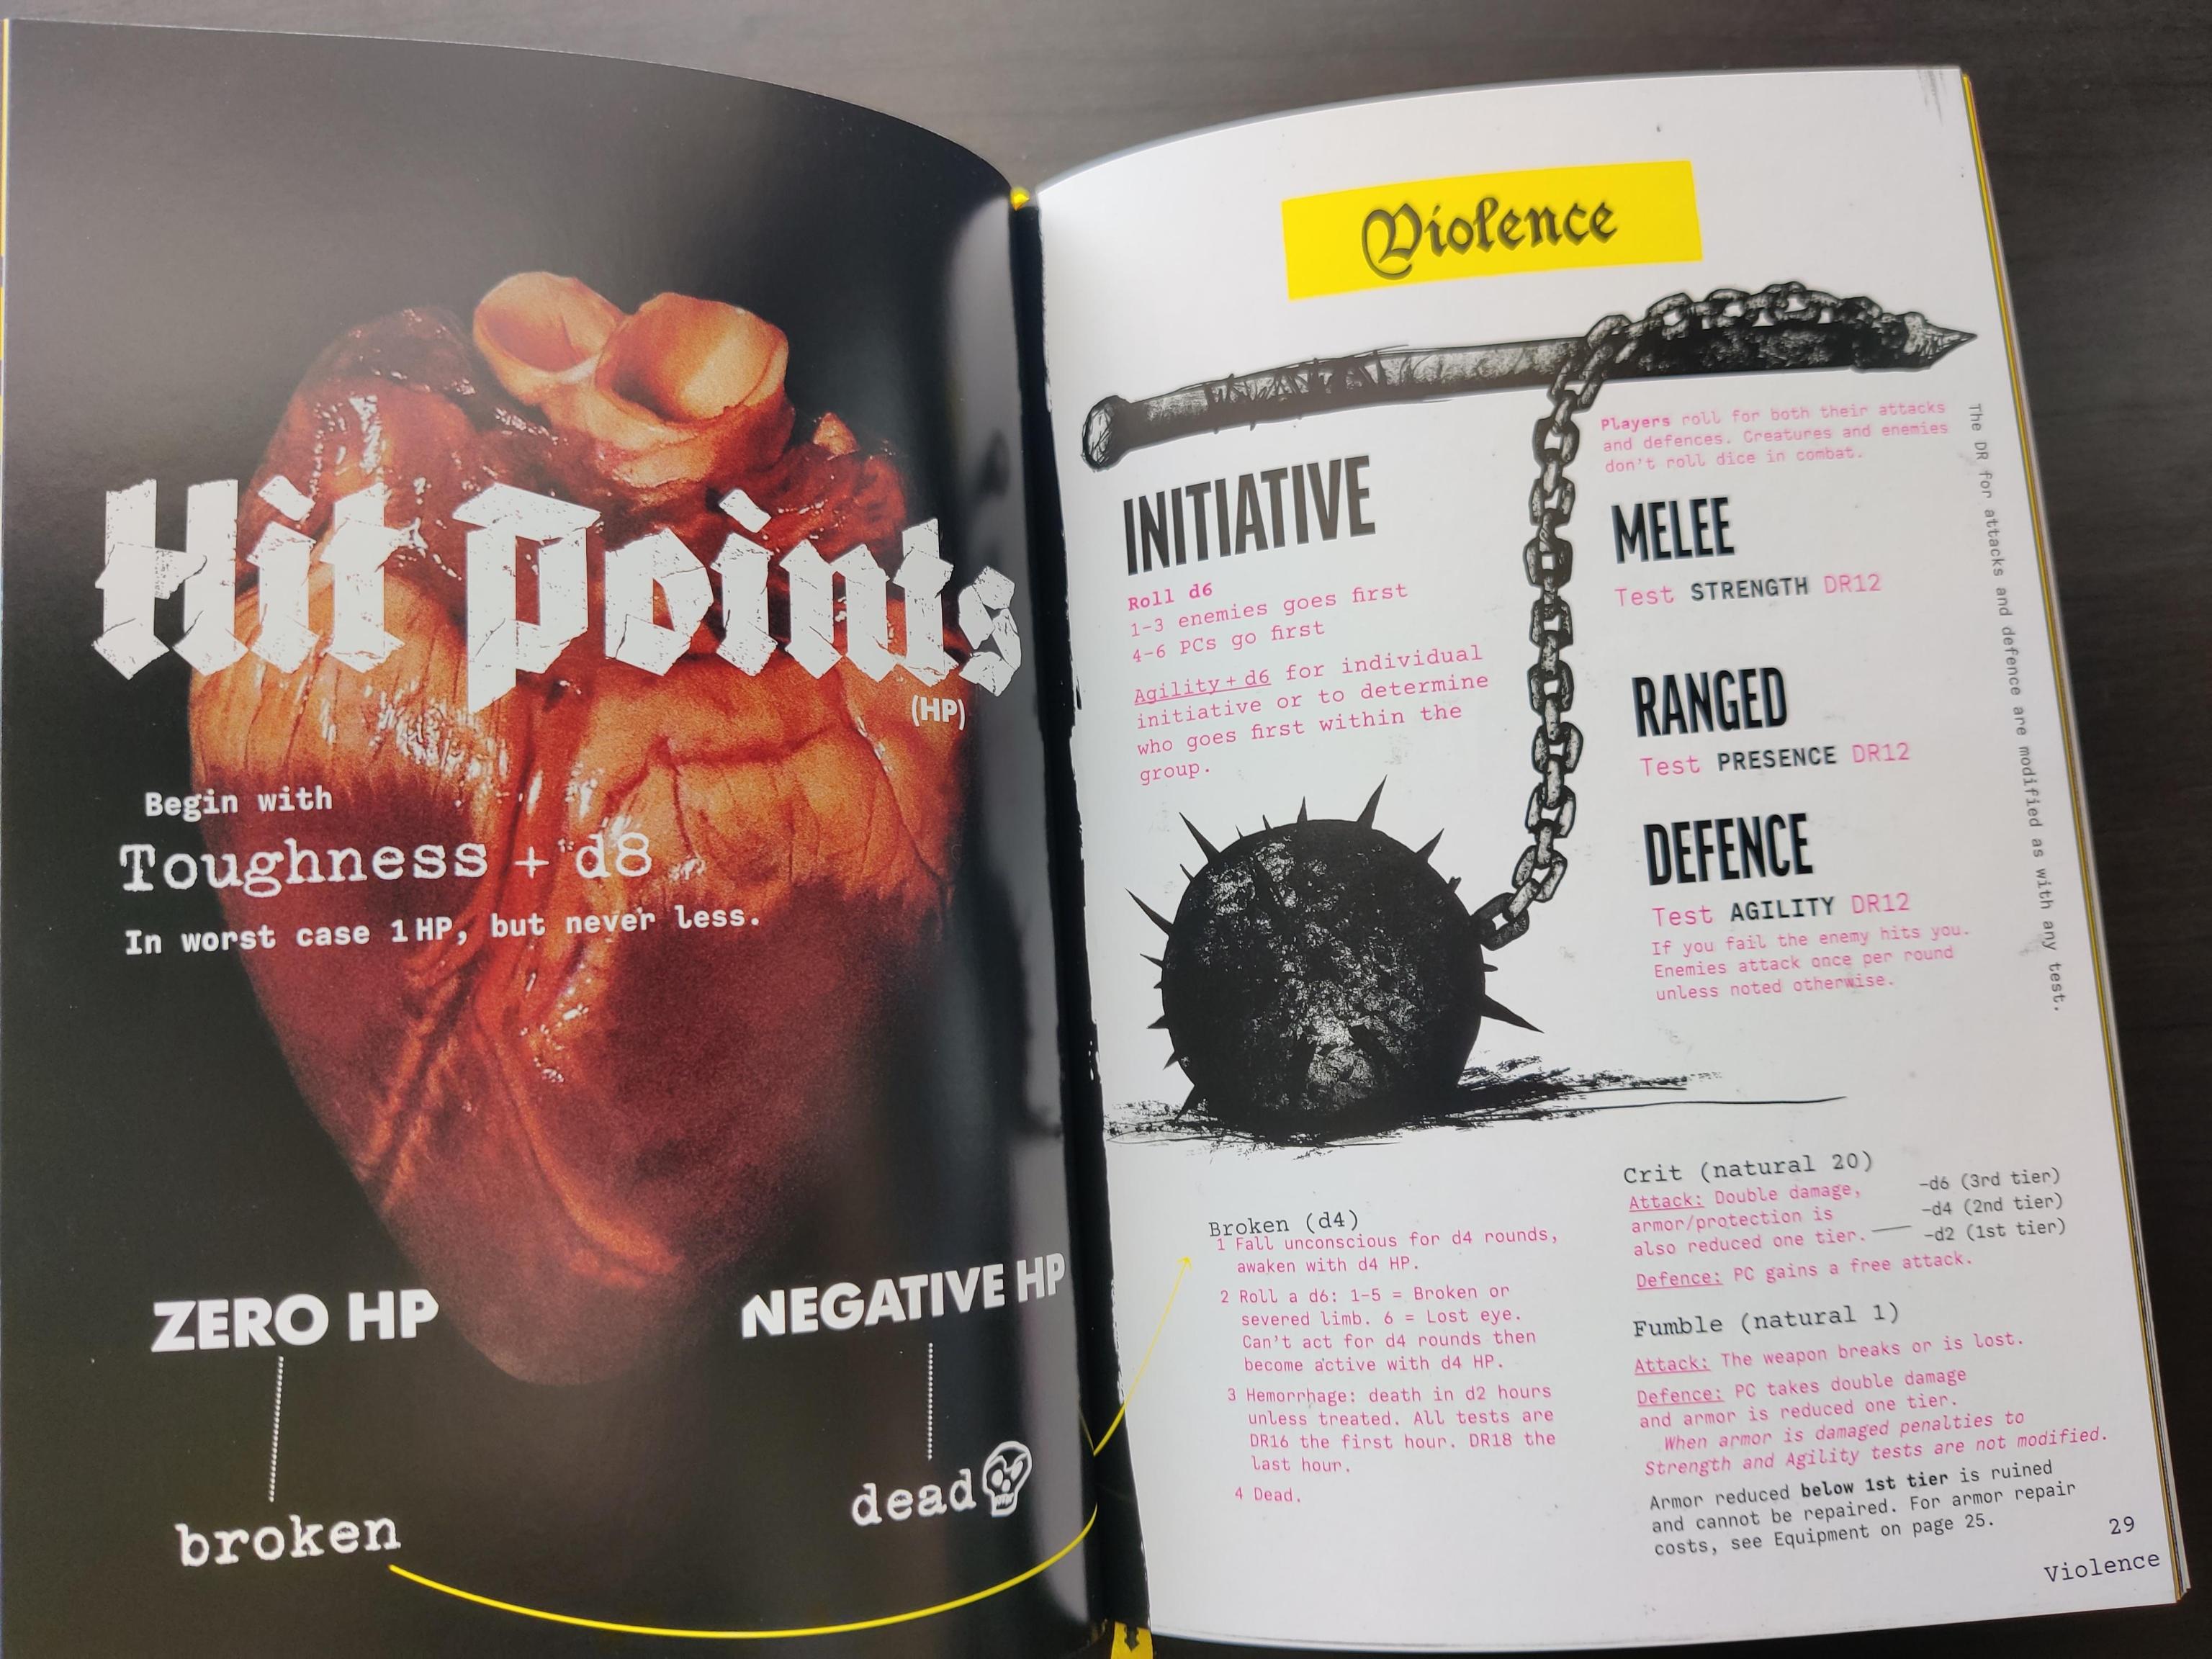 Hit Points
(HP)
Begin with
Toughness + d8
In worst case 1 HP, but never less.
ZERO HP
broken
NEGATIVE HP
dead
Violence
INITIATIVE
Roll d6
1-3 enemies goes first
4-6 PCs go first
Agility + d6 for individual
initiative or to determine
who goes first within the
group.
Players roll for both their attacks
and defences. Creatures and enemies
don't roll dice in combat.
MELEE
Test STRENGTH DR12
RANGED
Test PRESENCE DR12
DEFENCE
Test AGILITY DR12
If you fail the enemy hits you.
Enemies attack once per round
unless noted otherwise.
The DR for attacks and defence are modified as with any test.
Broken (d4)
1 Fall unconscious for d4 rounds,
awaken with d4 HP.
2 Roll a d6: 1-5 = Broken or
severed limb. 6 = Lost eye.
Can't act for d4 rounds then
become active with d4 HP.
3 Hemorrhage: death in d2 hours
unless treated. All tests are
DR16 the first hour. DR18 the
last hour.
4 Dead.
Crit (natural 20)
Attack: Double damage,
armor/protection is
also reduced one tier.
-d6 (3rd tier)
-d4 (2nd tier)
-d2 (1st tier)
Defence: PC gains a free attack.
Fumble (natural 1)
Attack: The weapon breaks or is lost.
Defence: PC takes double damage
and armor is reduced one tier.
When armor is damaged penalties to
Strength and Agility tests are not modified.
Armor reduced below 1st tier is ruined
and cannot be repaired. For armor repair
costs, see Equipment on page 25.
29
Violence